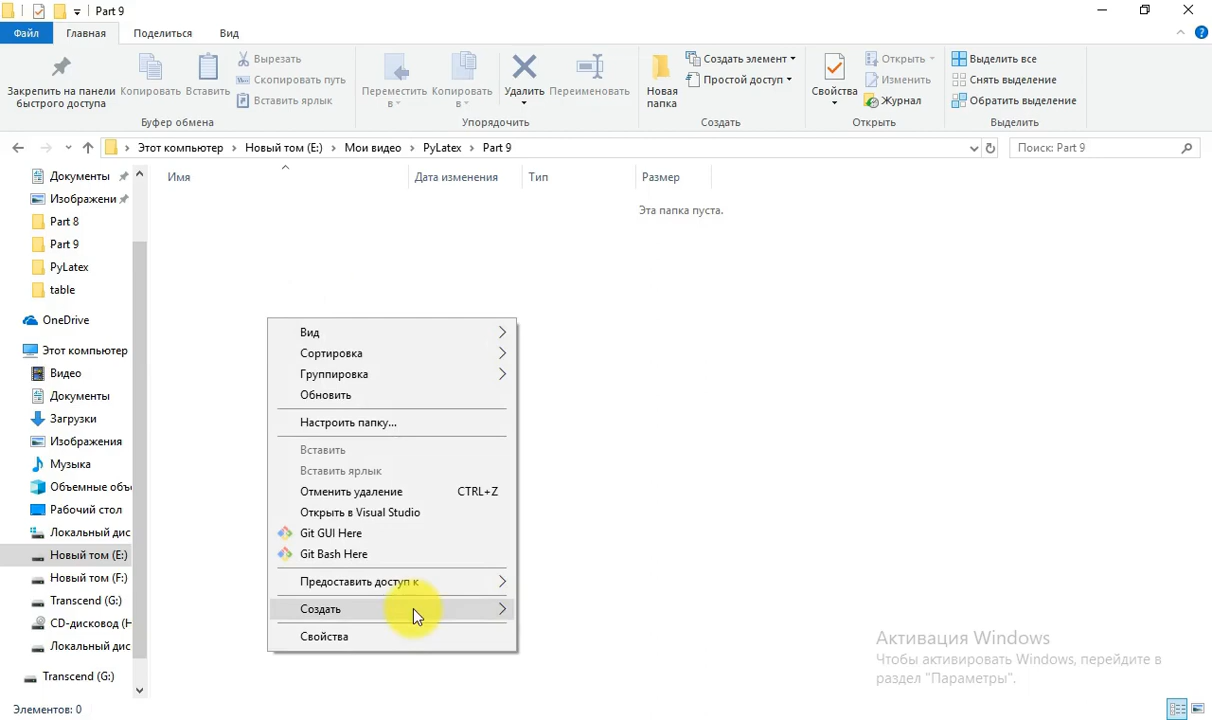 Part 9
Файл
Главная
Поделиться
Вид
Закрепить на панели быстрого доступа
Копировать
Вставить
Вырезать
Скопировать путь
Вставить ярлык
Буфер обмена
Переместить в
Копировать в
Удалить
Переименовать
Упорядочить
Новая папка
Создать элемент
Простой доступ
Создать
Свойства
Открыть
Изменить
Журнал
Открыть
Выделить все
Снять выделение
Обратить выделение
Выделить
Этот компьютер
Новый том (E:)
Мои видео
PyLatex
Part 9
Поиск: Part 9
Имя
Дата изменения
Тип
Размер
Эта папка пуста.
Документы
Изображени
Part 8
Part 9
PyLatex
table
OneDrive
Этот компьютер
Видео
Документы
Загрузки
Изображения
Музыка
Объемные объ
Рабочий стол
Локальный дис
Новый том (E:)
Новый том (F:)
Transcend (G:)
CD-дисковод (H
Локальный дис
Transcend (G:)
Вид
Сортировка
Группировка
Обновить
Настроить папку...
Вставить
Вставить ярлык
Отменить удаление CTRL+Z
Открыть в Visual Studio
Git GUI Here
Git Bash Here
Предоставить доступ к
Создать
Свойства
Активация Windows
Чтобы активировать Windows, перейдите в
раздел "Параметры".
Элементов: 0